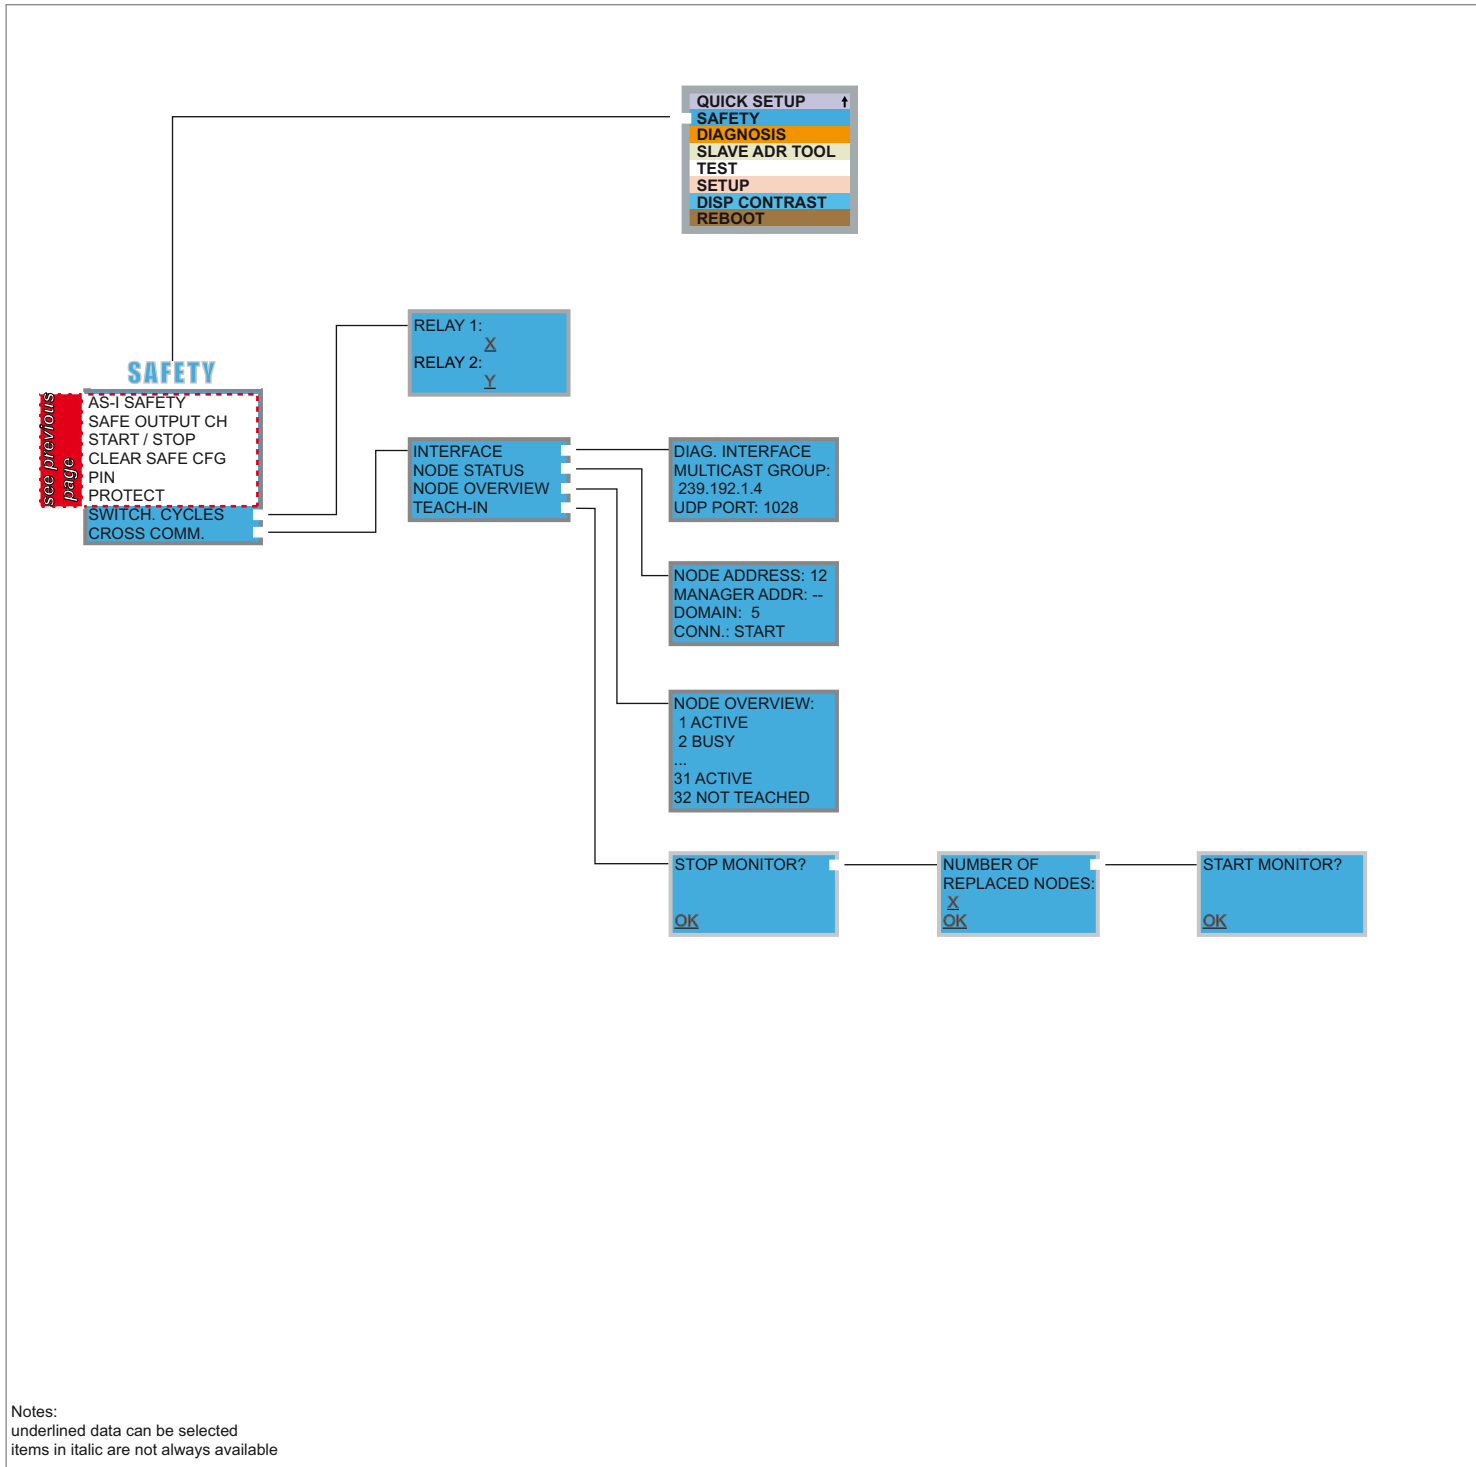 QUICK SETUP
SAFETY
DIAGNOSIS
SLAVE ADR TOOL
TEST
SETUP
DISP CONTRAST
REBOOT
RELAY 1:
X
RELAY 2:
Y
SAFETY
see previous
page
AS-I SAFETY
SAFE OUTPUT CH
START / STOP
CLEAR SAFE CFG
PIN
PROTECT
SWITCH. CYCLES
CROSS COMM.
INTERFACE
NODE STATUS
NODE OVERVIEW
TEACH-IN
DIAG. INTERFACE
MULTICAST GROUP:
239.192.1.4
UDP PORT: 1028
NODE ADDRESS: 12
MANAGER ADDR: --
DOMAIN: 5
CONN.: START
NODE OVERVIEW:
1 ACTIVE
2 BUSY
...
31 ACTIVE
32 NOT TEACHED
STOP MONITOR?
OK
NUMBER OF
REPLACED NODES:
X
OK
START MONITOR?
OK
Notes:
underlined data can be selected
items in italic are not always available